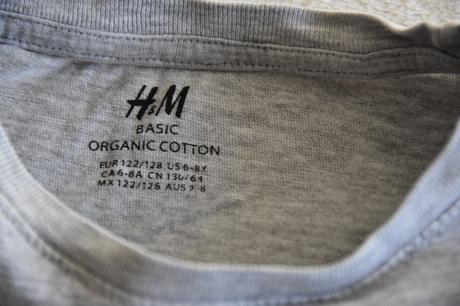 H&M
BASIC
ORGANIC COTTON
EUR 122/128 US 6-8Y
CA 6-8A CN 130/64
MX 122/128 AUS 7-8